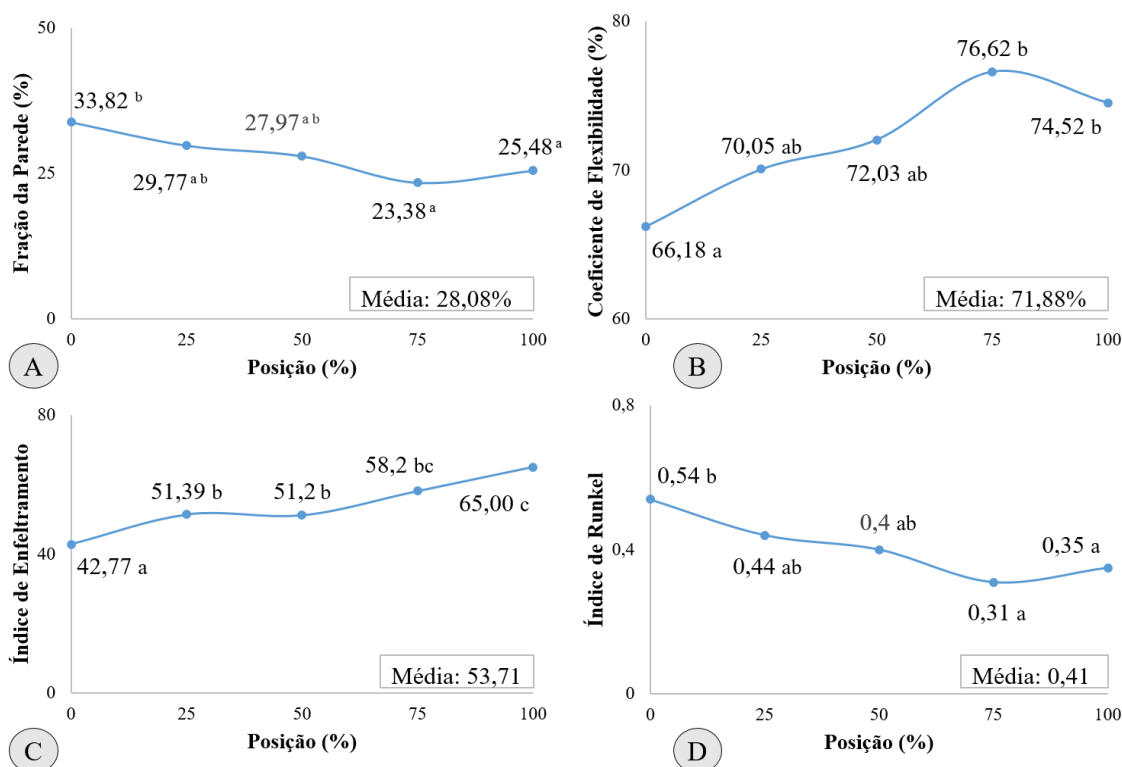 Fração da Parede (%)
50
25
0
33,82 b
29,77 a b
27,97 a b
23,38 a
25,48 a
Média: 28,08%
0 25 50 75 100
Posição (%)
A
Coeficiente de Flexibilidade (%)
80
70
60
66,18 a
70,05 ab
72,03 ab
76,62 b
74,52 b
Média: 71,88%
0 25 50 75 100
Posição (%)
B
Índice de Enfeltramento
80
40
0
42,77 a
51,39 b
51,2 b
58,2 bc
65,00 c
Média: 53,71
0 25 50 75 100
Posição (%)
C
Índice de Runkel
0,8
0,4
0
0,54 b
0,44 ab
0,4 ab
0,31 a
0,35 a
Média: 0,41
0 25 50 75 100
Posição (%)
D